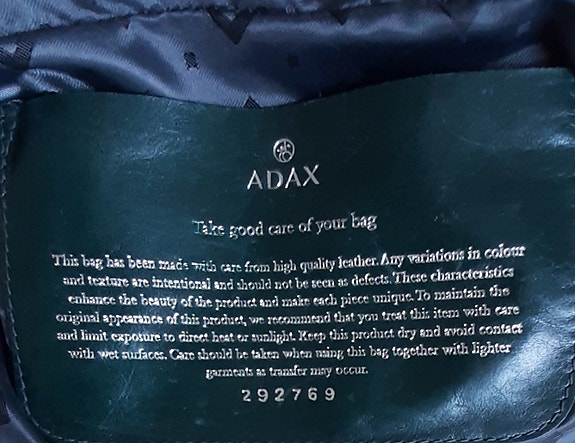 ADAX
Take good care of your bag
This bag has been made with care from high quality leather. Any variations in colour
and texture are intentional and should not be seen as defects. These characteristics
enhance the beauty of the product and make each piece unique. To maintain the
original appearance of this product, we recommend that you treat this item with care
and limit exposure to direct heat or sunlight. Keep this product dry and avoid contact
with wet surfaces. Care should be taken when using this bag together with lighter
garments as transfer may occur.
292769